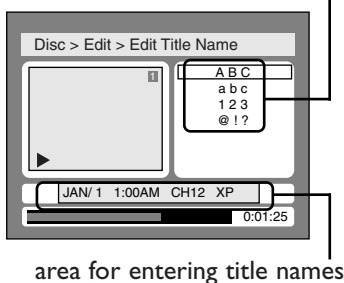 Disc > Edit > Edit Title Name
1
A B C
a b c
1 2 3
@ ! ?
JAN/ 1 1:00AM CH12 XP
0:01:25
area for entering title names